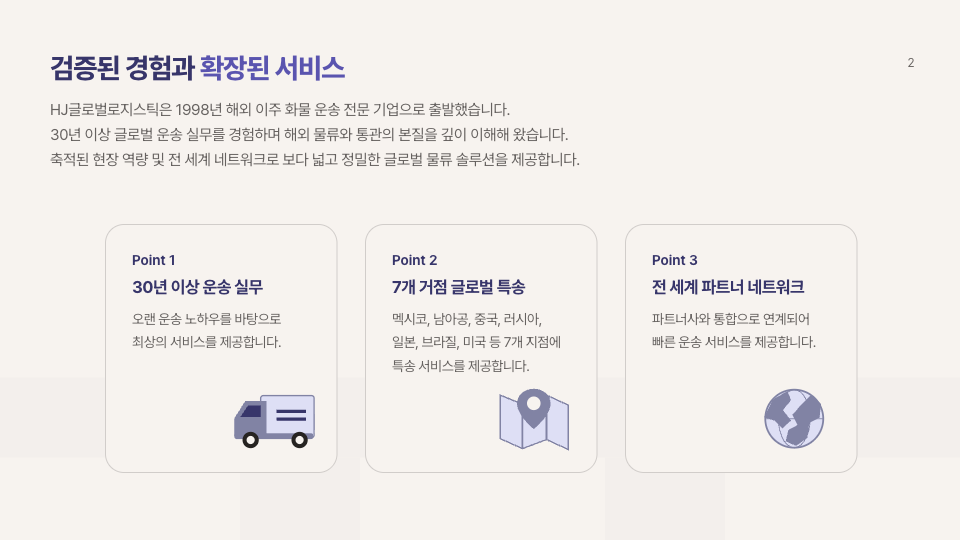 검증된 경험과 확장된 서비스
2
HJ글로벌로지스틱은 1998년 해외 이주 화물 운송 전문 기업으로 출발했습니다.
30년 이상 글로벌 운송 실무를 경험하며 해외 물류와 통관의 본질을 깊이 이해해 왔습니다.
축적된 현장 역량 및 전 세계 네트워크로 보다 넓고 정밀한 글로벌 물류 솔루션을 제공합니다.
Point 1
30년 이상 운송 실무
오랜 운송 노하우를 바탕으로
최상의 서비스를 제공합니다.
Point 2
7개 거점 글로벌 특송
멕시코, 남아공, 중국, 러시아,
일본, 브라질, 미국 등 7개 지점에
특송 서비스를 제공합니다.
Point 3
전 세계 파트너 네트워크
파트너사와 통합으로 연계되어
빠른 운송 서비스를 제공합니다.